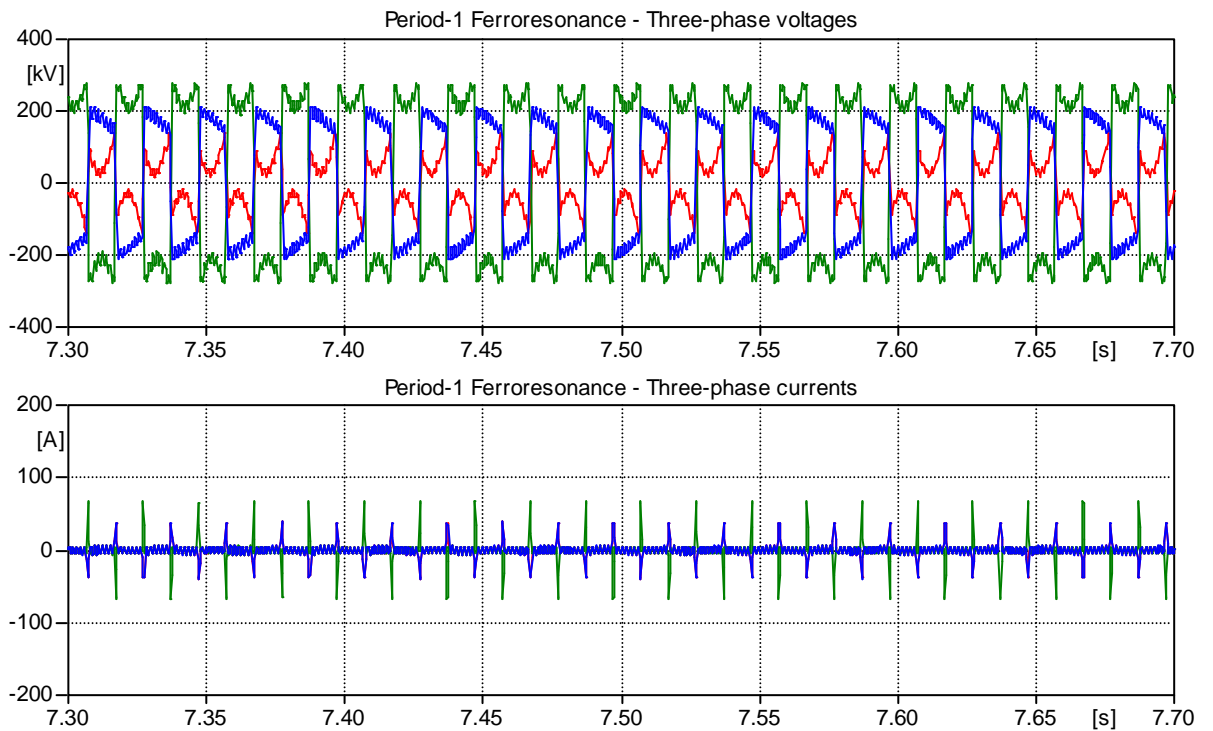 Period-1 Ferroresonance - Three-phase voltages
400
[kV]
200
0
-200
-400
7.30 7.35 7.40 7.45 7.50 7.55 7.60 7.65 [s] 7.70
Period-1 Ferroresonance - Three-phase currents
200
[A]
100
0
-100
-200
7.30 7.35 7.40 7.45 7.50 7.55 7.60 7.65 [s] 7.70